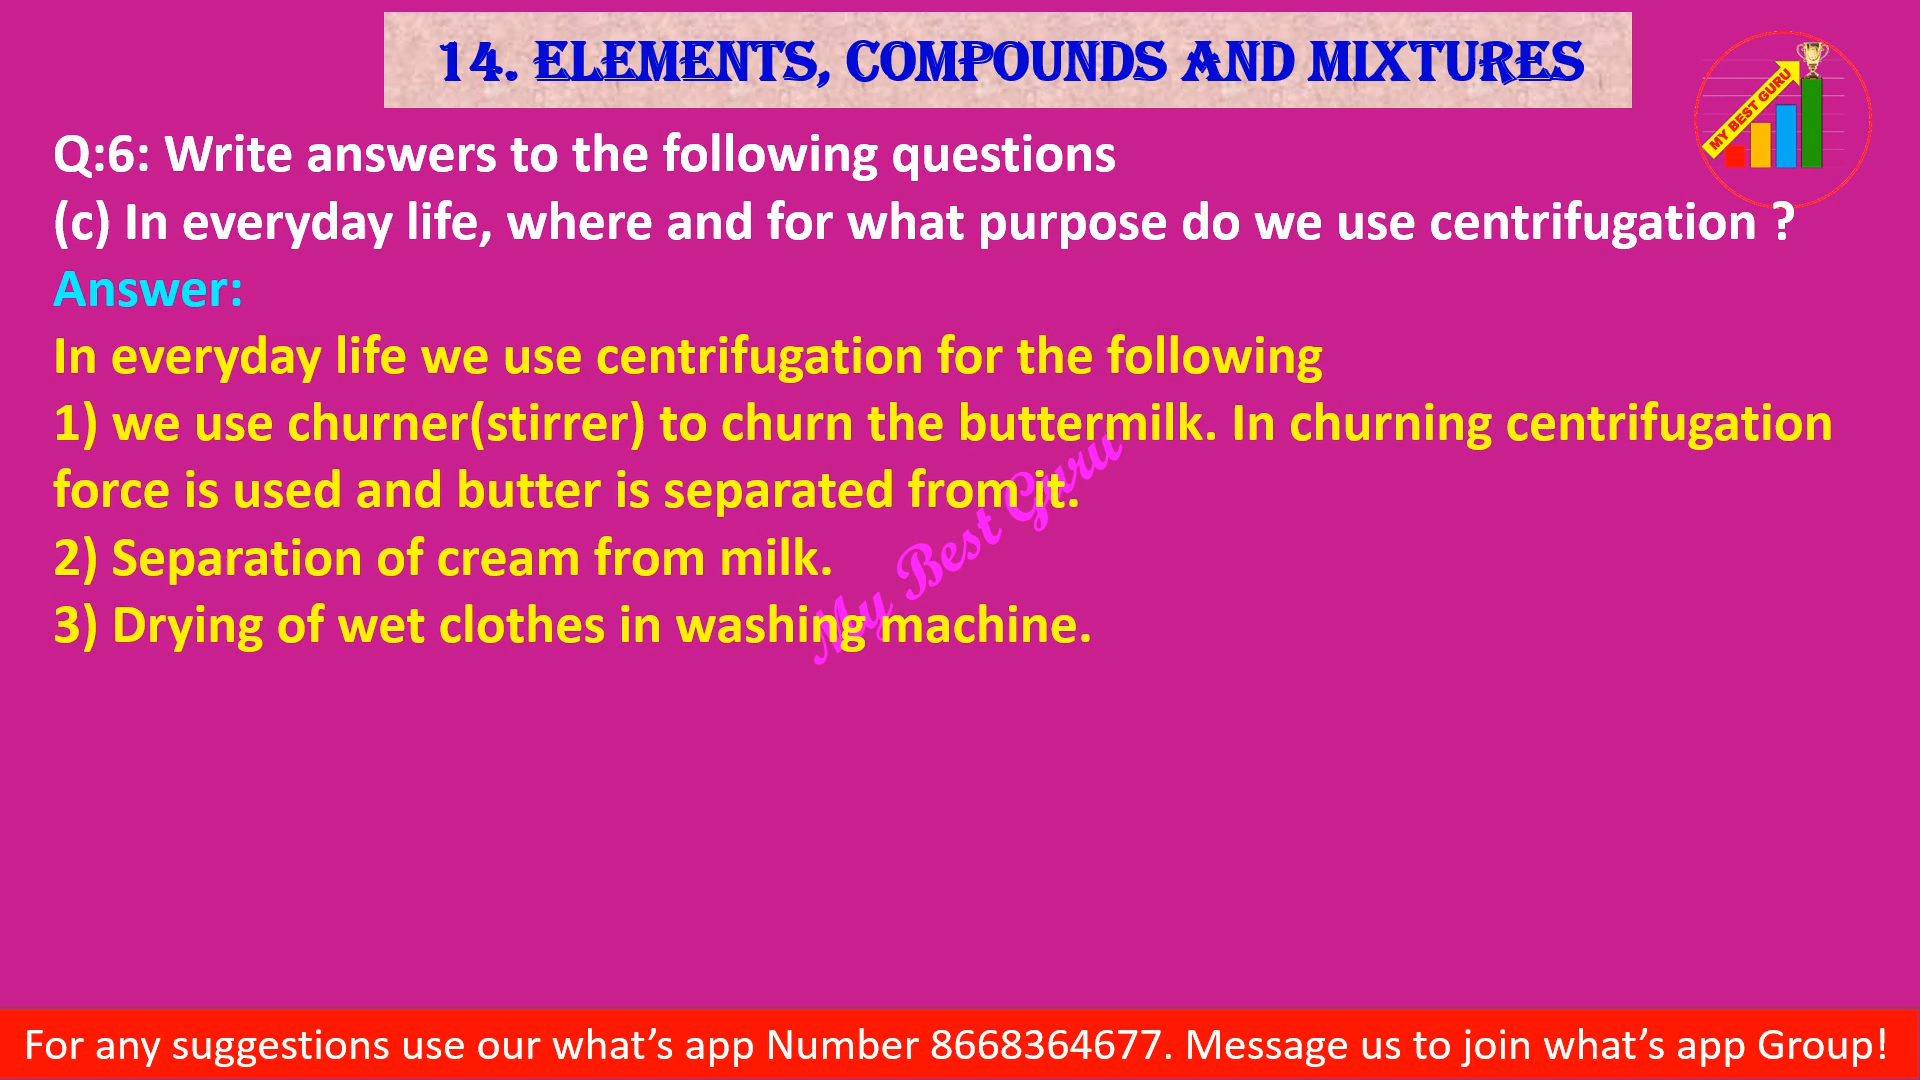 14. ELEMENTS, COMPOUNDS AND MIXTURES
MY BEST GURU
Q:6: Write answers to the following questions
(c) In everyday life, where and for what purpose do we use centrifugation ?
Answer:
In everyday life we use centrifugation for the following
1) we use churner(stirrer) to churn the buttermilk. In churning centrifugation
force is used and butter is separated from it.
2) Separation of cream from milk.
3) Drying of wet clothes in washing machine.
My Best Guru
For any suggestions use our what’s app Number 8668364677. Message us to join what’s app Group!